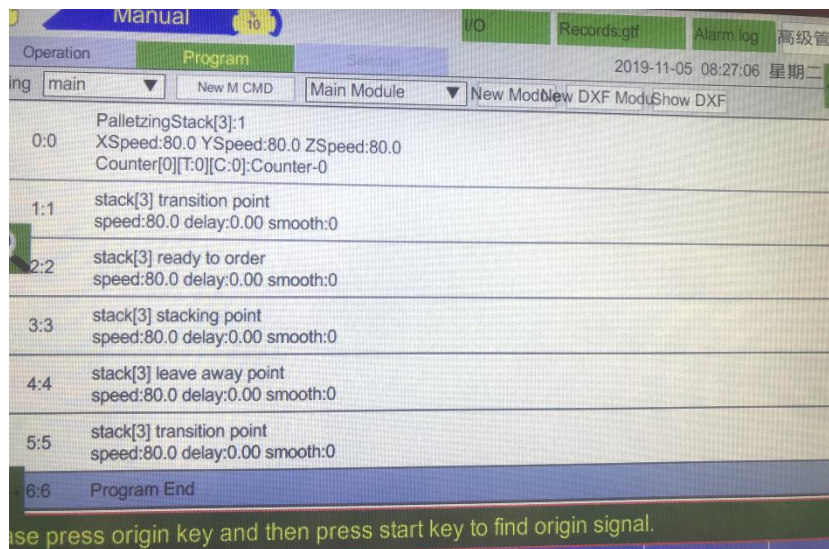 Manual
%
10
I/O
Records:gtf
Alarm log
高级管
Operation
Program
Settings
2019-11-05 08:27:06 星期二
ing
main
New M CMD
Main Module
New Module
New DXF Modu
Show DXF
0:0
PalletzingStack[3]:1
XSpeed:80.0 YSpeed:80.0 ZSpeed:80.0
Counter[0][T:0][C:0]:Counter-0
1:1
stack[3] transition point
speed:80.0 delay:0.00 smooth:0
2:2
stack[3] ready to order
speed:80.0 delay:0.00 smooth:0
3:3
stack[3] stacking point
speed:80.0 delay:0.00 smooth:0
4:4
stack[3] leave away point
speed:80.0 delay:0.00 smooth:0
5:5
stack[3] transition point
speed:80.0 delay:0.00 smooth:0
6:6
Program End
ase press origin key and then press start key to find origin signal.